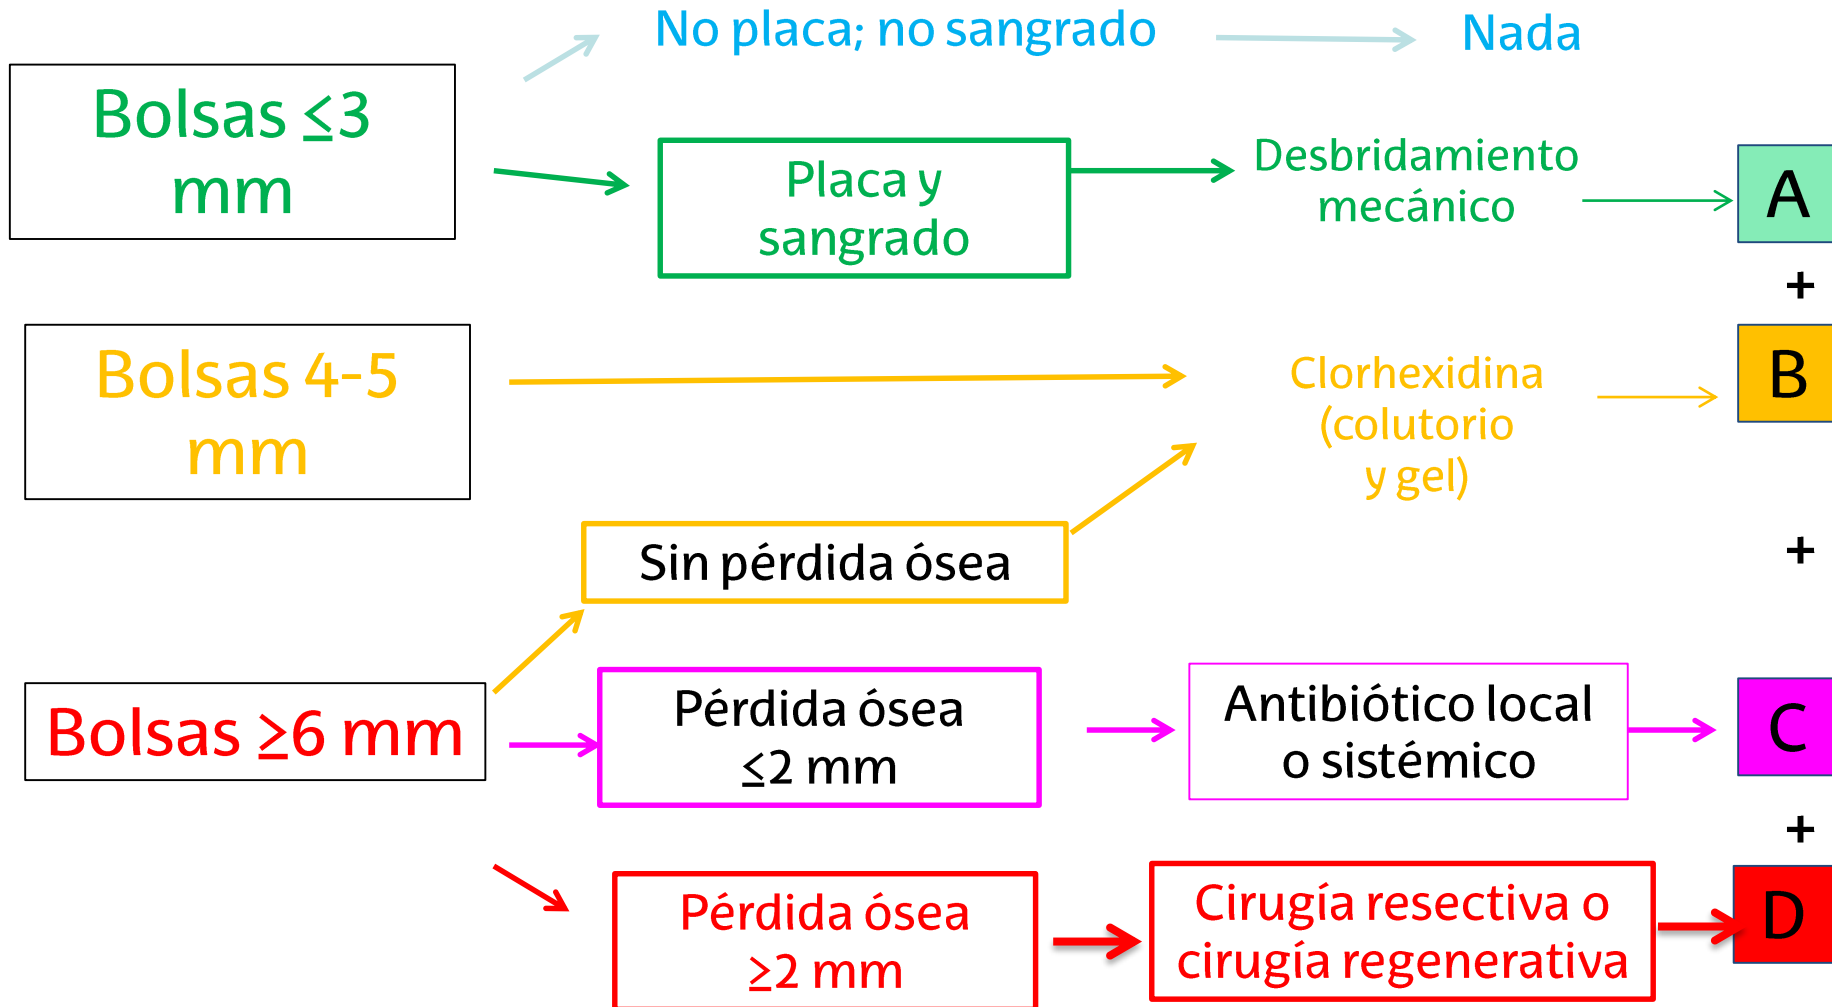 No placa; no sangrado
Nada
Bolsas ≤3
mm
Placa y
sangrado
Desbridamiento
mecánico
A
+
Bolsas 4-5
mm
Clorhexidina
(colutorio
y gel)
B
+
Sin pérdida ósea
Bolsas ≥6 mm
Pérdida ósea
≤2 mm
Antibiótico local
o sistémico
C
+
Pérdida ósea
≥2 mm
Cirugía resectiva o
cirugía regenerativa
D